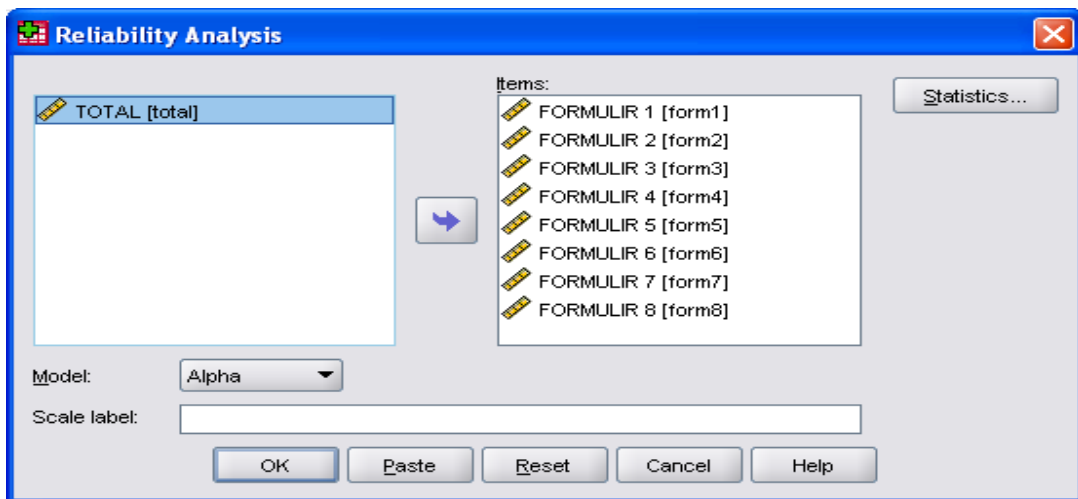 Reliability Analysis
Items:
Statistics...
TOTAL [total]
FORMULIR 1 [form1]
FORMULIR 2 [form2]
FORMULIR 3 [form3]
FORMULIR 4 [form4]
FORMULIR 5 [form5]
FORMULIR 6 [form6]
FORMULIR 7 [form7]
FORMULIR 8 [form8]
Model:
Alpha
Scale label:
OK
Paste
Reset
Cancel
Help